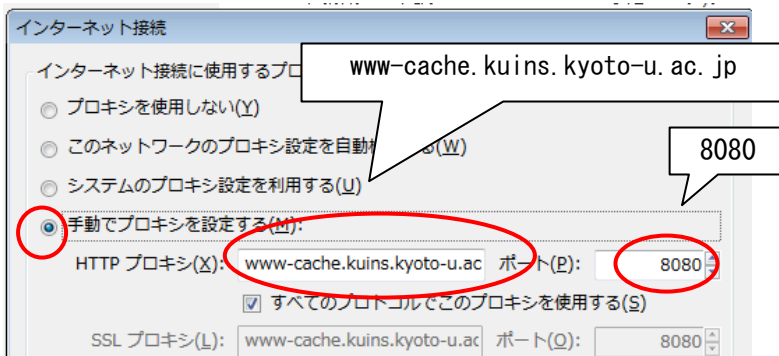 インターネット接続
インターネット接続に使用するプロ
www-cache.kuins.kyoto-u.ac.jp
プロキシを使用しない(Y)
このネットワークのプロキシ設定を自動 る(W)
8080
システムのプロキシ設定を利用する(U)
手動でプロキシを設定する(M):
HTTP プロキシ(X): www-cache.kuins.kyoto-u.ac ポート(P): 8080
すべてのプロトコルでこのプロキシを使用する(S)
SSL プロキシ(L): www-cache.kuins.kyoto-u.ac ポート(O): 8080